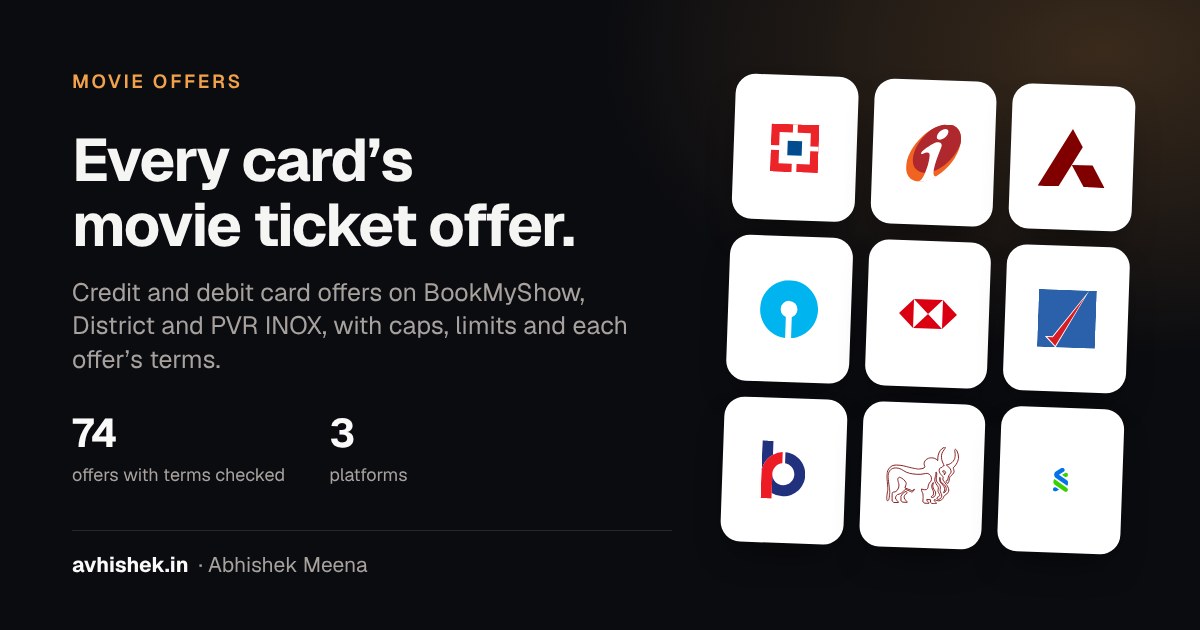 MOVIE OFFERS
Every card’s
movie ticket offer.
Credit and debit card offers on BookMyShow,
District and PVR INOX, with caps, limits and each
offer’s terms.
74
offers with terms checked
3
platforms
avhishek.in · Abhishek Meena